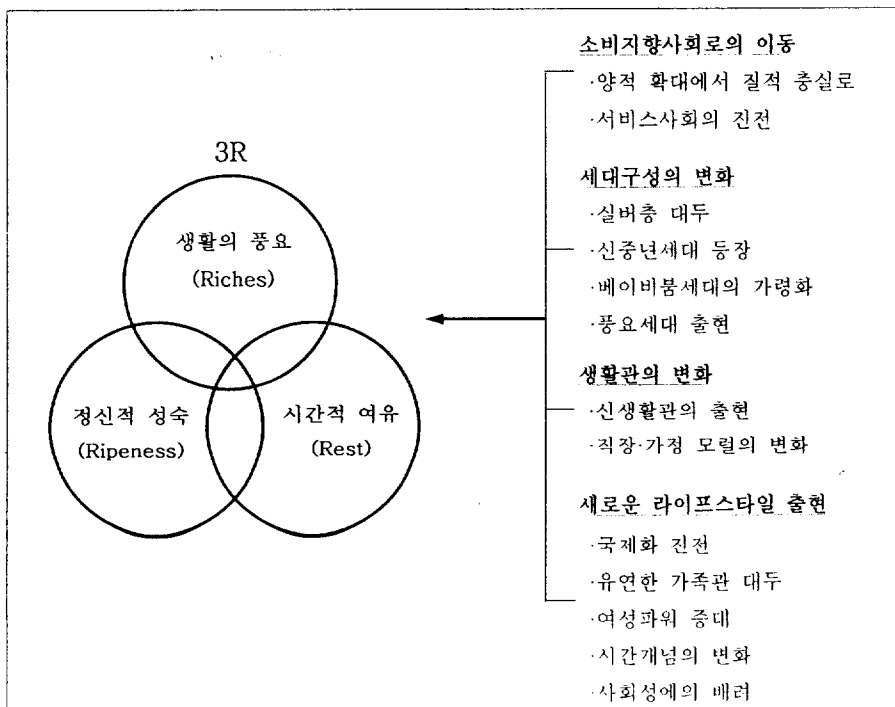 3R
생활의 풍요
(Riches)
정신적 성숙
(Ripeness)
시간적 여유
(Rest)
소비지향사회로의 이동
·양적 확대에서 질적 충실로
·서비스사회의 진전
세대구성의 변화
·실버층 대두
·신중년세대 등장
·베이비붐세대의 가령화
·풍요세대 출현
생활관의 변화
·신생활관의 출현
·직장·가정 모럴의 변화
새로운 라이프스타일 출현
·국제화 진전
·유연한 가족관 대두
·여성파워 증대
·시간개념의 변화
·사회성에의 배려